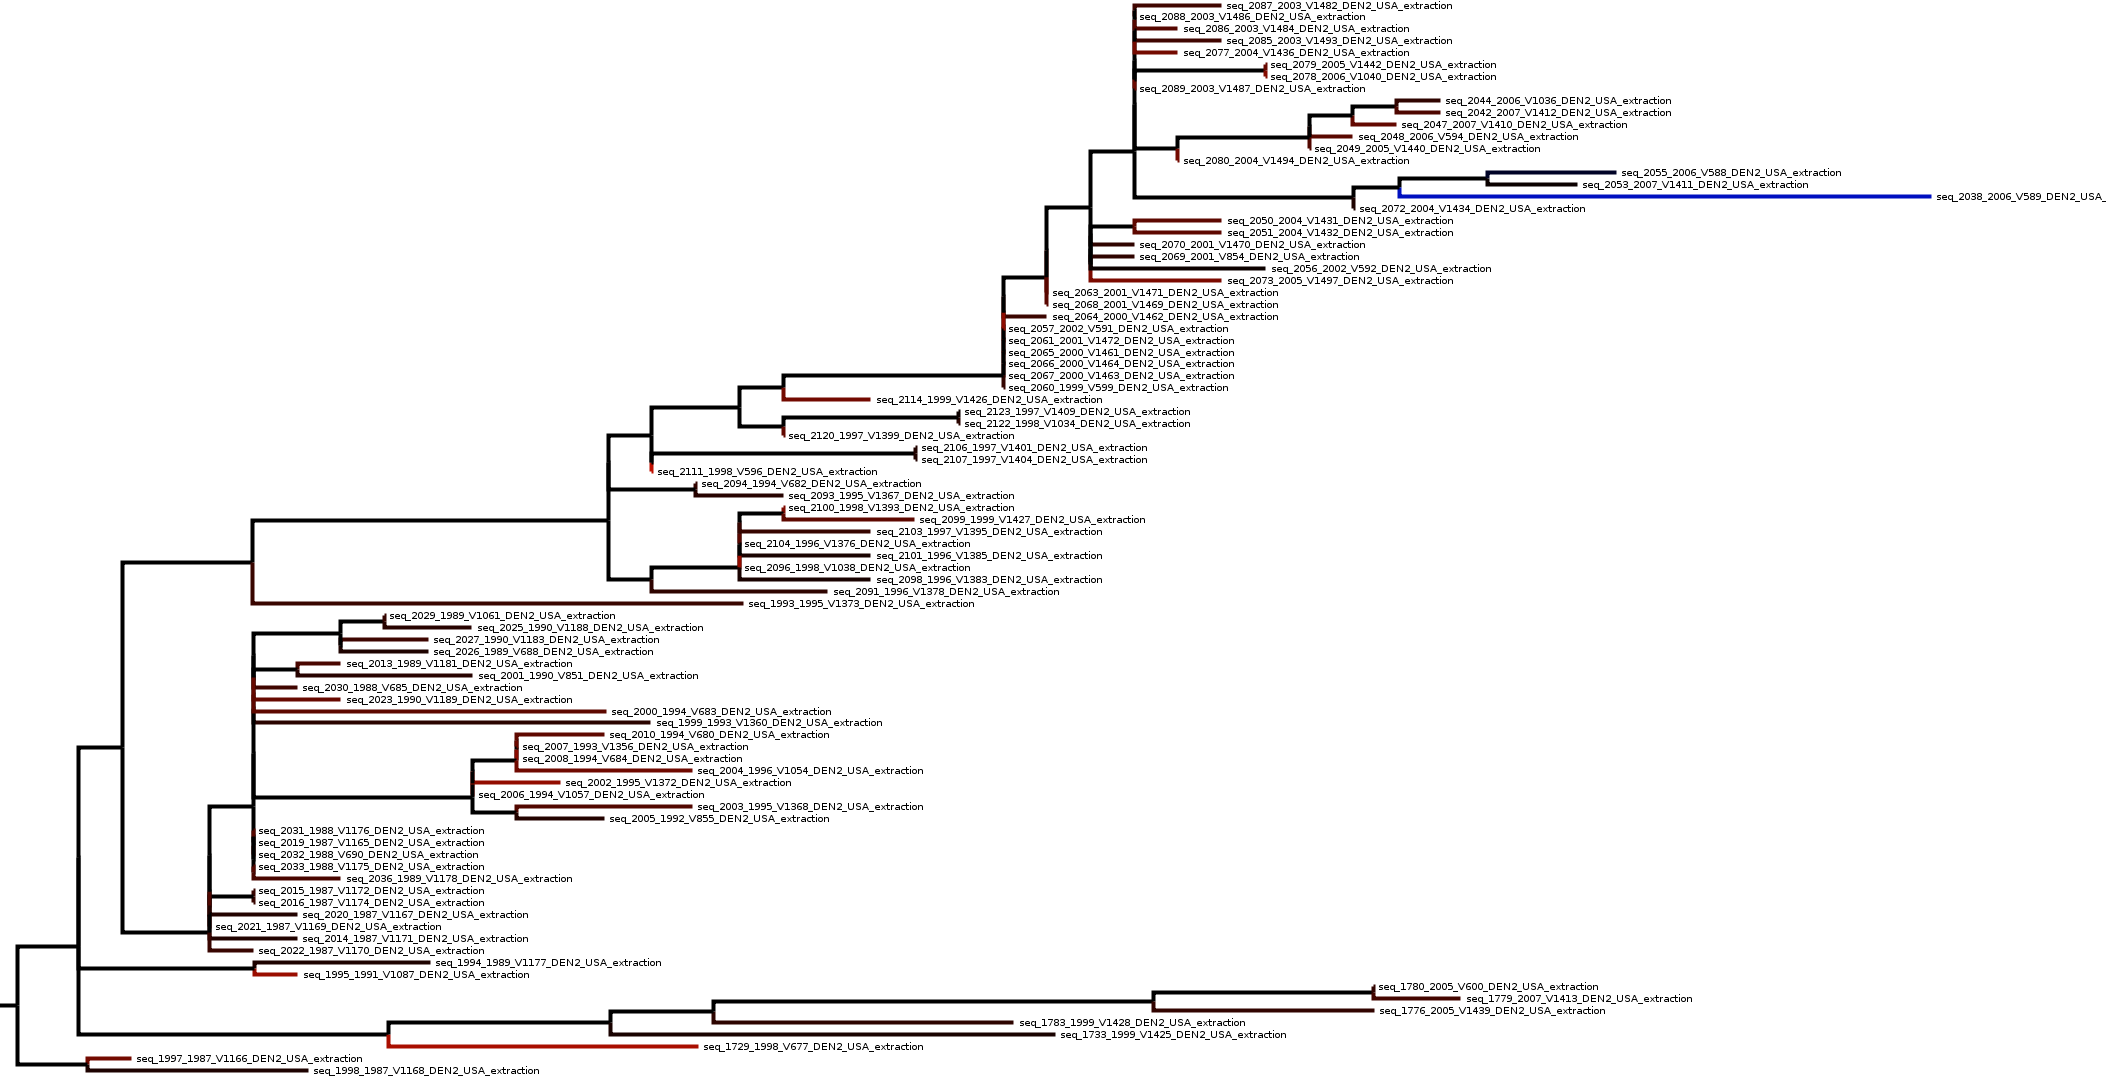 seq_2087_2003_V1482_DEN2_USA_extraction
seq_2088_2003_V1486_DEN2_USA_extraction
seq_2086_2003_V1484_DEN2_USA_extraction
seq_2085_2003_V1493_DEN2_USA_extraction
seq_2077_2004_V1436_DEN2_USA_extraction
seq_2079_2005_V1442_DEN2_USA_extraction
seq_2078_2006_V1040_DEN2_USA_extraction
seq_2089_2003_V1487_DEN2_USA_extraction
seq_2044_2006_V1036_DEN2_USA_extraction
seq_2042_2007_V1412_DEN2_USA_extraction
seq_2047_2007_V1410_DEN2_USA_extraction
seq_2048_2006_V594_DEN2_USA_extraction
seq_2049_2005_V1440_DEN2_USA_extraction
seq_2080_2004_V1494_DEN2_USA_extraction
seq_2055_2006_V588_DEN2_USA_extraction
seq_2053_2007_V1411_DEN2_USA_extraction
seq_2038_2006_V589_DEN2_USA_
seq_2072_2004_V1434_DEN2_USA_extraction
seq_2050_2004_V1431_DEN2_USA_extraction
seq_2051_2004_V1432_DEN2_USA_extraction
seq_2070_2001_V1470_DEN2_USA_extraction
seq_2069_2001_V854_DEN2_USA_extraction
seq_2056_2002_V592_DEN2_USA_extraction
seq_2073_2005_V1497_DEN2_USA_extraction
seq_2063_2001_V1471_DEN2_USA_extraction
seq_2068_2001_V1469_DEN2_USA_extraction
seq_2064_2000_V1462_DEN2_USA_extraction
seq_2057_2002_V591_DEN2_USA_extraction
seq_2061_2001_V1472_DEN2_USA_extraction
seq_2065_2000_V1461_DEN2_USA_extraction
seq_2066_2000_V1464_DEN2_USA_extraction
seq_2067_2000_V1463_DEN2_USA_extraction
seq_2060_1999_V599_DEN2_USA_extraction
seq_2114_1999_V1426_DEN2_USA_extraction
seq_2123_1997_V1409_DEN2_USA_extraction
seq_2122_1998_V1034_DEN2_USA_extraction
seq_2120_1997_V1399_DEN2_USA_extraction
seq_2106_1997_V1401_DEN2_USA_extraction
seq_2107_1997_V1404_DEN2_USA_extraction
seq_2111_1998_V596_DEN2_USA_extraction
seq_2094_1994_V682_DEN2_USA_extraction
seq_2093_1995_V1367_DEN2_USA_extraction
seq_2100_1998_V1393_DEN2_USA_extraction
seq_2099_1999_V1427_DEN2_USA_extraction
seq_2103_1997_V1395_DEN2_USA_extraction
seq_2104_1996_V1376_DEN2_USA_extraction
seq_2101_1996_V1385_DEN2_USA_extraction
seq_2096_1998_V1038_DEN2_USA_extraction
seq_2098_1996_V1383_DEN2_USA_extraction
seq_2091_1996_V1378_DEN2_USA_extraction
seq_1993_1995_V1373_DEN2_USA_extraction
seq_2029_1989_V1061_DEN2_USA_extraction
seq_2025_1990_V1188_DEN2_USA_extraction
seq_2027_1990_V1183_DEN2_USA_extraction
seq_2026_1989_V688_DEN2_USA_extraction
seq_2013_1989_V1181_DEN2_USA_extraction
seq_2001_1990_V851_DEN2_USA_extraction
seq_2030_1988_V685_DEN2_USA_extraction
seq_2023_1990_V1189_DEN2_USA_extraction
seq_2000_1994_V683_DEN2_USA_extraction
seq_1999_1993_V1360_DEN2_USA_extraction
seq_2010_1994_V680_DEN2_USA_extraction
seq_2007_1993_V1356_DEN2_USA_extraction
seq_2008_1994_V684_DEN2_USA_extraction
seq_2004_1996_V1054_DEN2_USA_extraction
seq_2002_1995_V1372_DEN2_USA_extraction
seq_2006_1994_V1057_DEN2_USA_extraction
seq_2003_1995_V1368_DEN2_USA_extraction
seq_2005_1992_V855_DEN2_USA_extraction
seq_2031_1988_V1176_DEN2_USA_extraction
seq_2019_1987_V1165_DEN2_USA_extraction
seq_2032_1988_V690_DEN2_USA_extraction
seq_2033_1988_V1175_DEN2_USA_extraction
seq_2036_1989_V1178_DEN2_USA_extraction
seq_2015_1987_V1172_DEN2_USA_extraction
seq_2016_1987_V1174_DEN2_USA_extraction
seq_2020_1987_V1167_DEN2_USA_extraction
seq_2021_1987_V1169_DEN2_USA_extraction
seq_2014_1987_V1171_DEN2_USA_extraction
seq_2022_1987_V1170_DEN2_USA_extraction
seq_1994_1989_V1177_DEN2_USA_extraction
seq_1995_1991_V1087_DEN2_USA_extraction
seq_1780_2005_V600_DEN2_USA_extraction
seq_1779_2007_V1413_DEN2_USA_extraction
seq_1776_2005_V1439_DEN2_USA_extraction
seq_1783_1999_V1428_DEN2_USA_extraction
seq_1733_1999_V1425_DEN2_USA_extraction
seq_1729_1998_V677_DEN2_USA_extraction
seq_1997_1987_V1166_DEN2_USA_extraction
seq_1998_1987_V1168_DEN2_USA_extraction